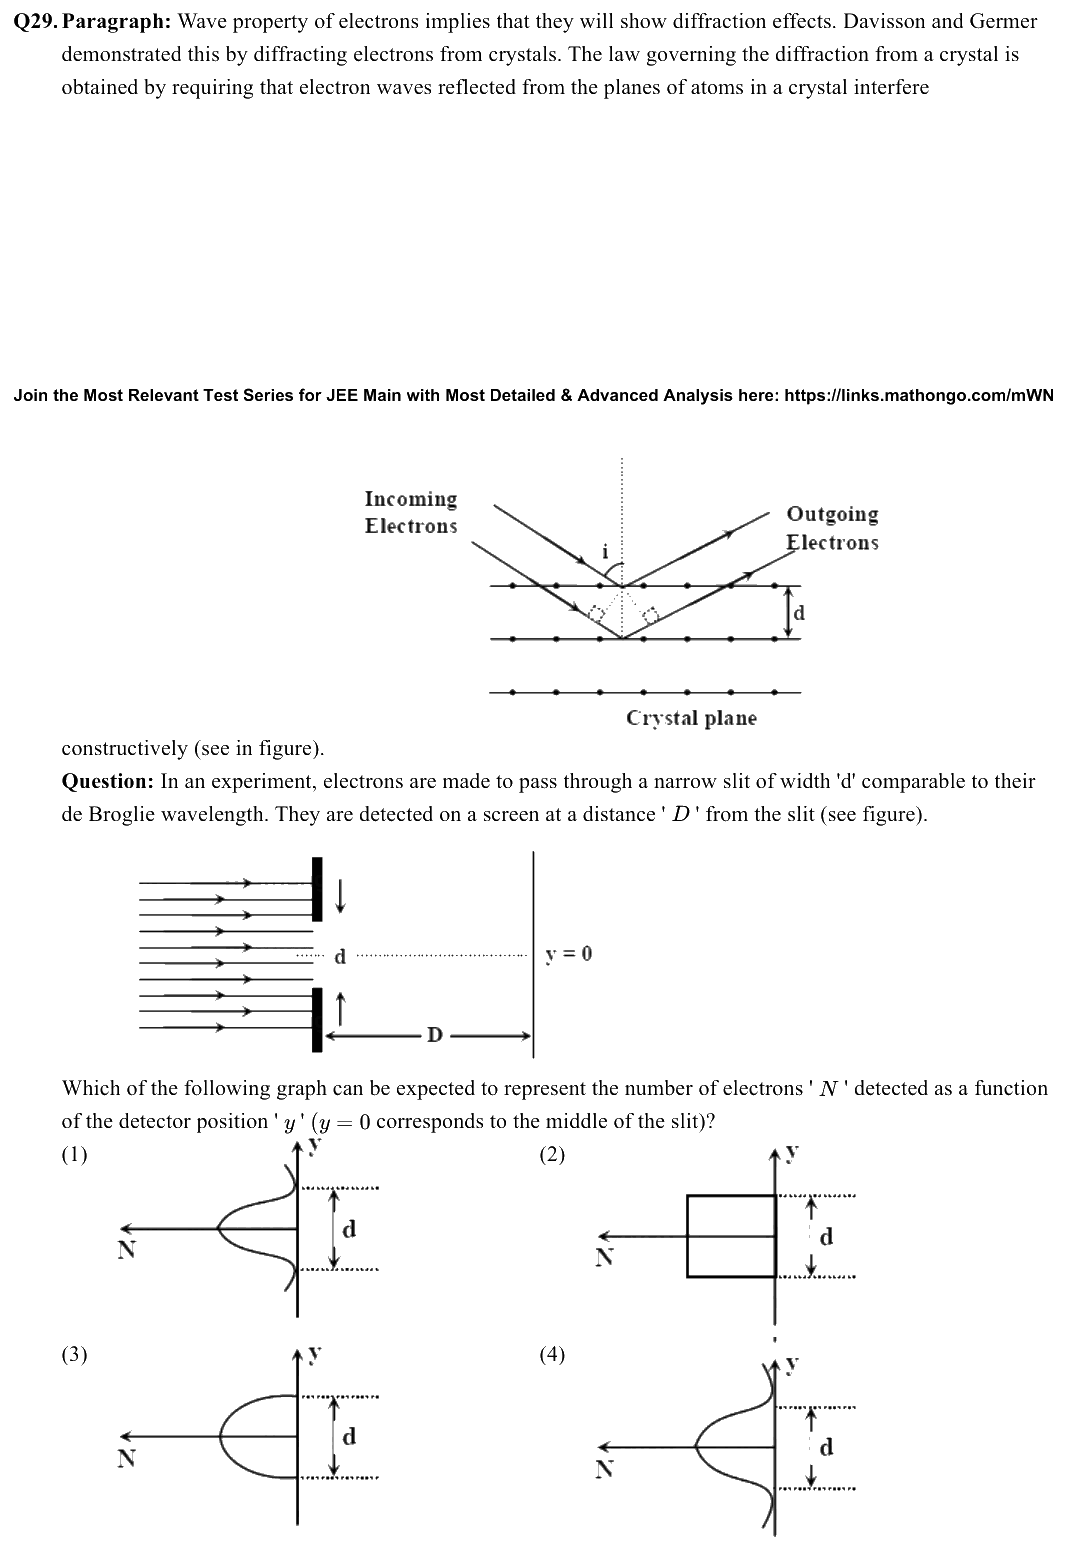 Q29. Paragraph: Wave property of electrons implies that they will show diffraction effects. Davisson and Germer
demonstrated this by diffracting electrons from crystals. The law governing the diffraction from a crystal is
obtained by requiring that electron waves reflected from the planes of atoms in a crystal interfere
Join the Most Relevant Test Series for JEE Main with Most Detailed & Advanced Analysis here: https://links.mathongo.com/mWN
Incoming
Electrons
i
Outgoing
Electrons
d
Crystal plane
constructively (see in figure).
Question: In an experiment, electrons are made to pass through a narrow slit of width 'd' comparable to their
de Broglie wavelength. They are detected on a screen at a distance ' D ' from the slit (see figure).
d
y = 0
D
Which of the following graph can be expected to represent the number of electrons ' N ' detected as a function
of the detector position ' y ' (y = 0 corresponds to the middle of the slit)?
(1)
y
d
N
(2)
y
d
N
(3)
y
d
N
(4)
y
d
N